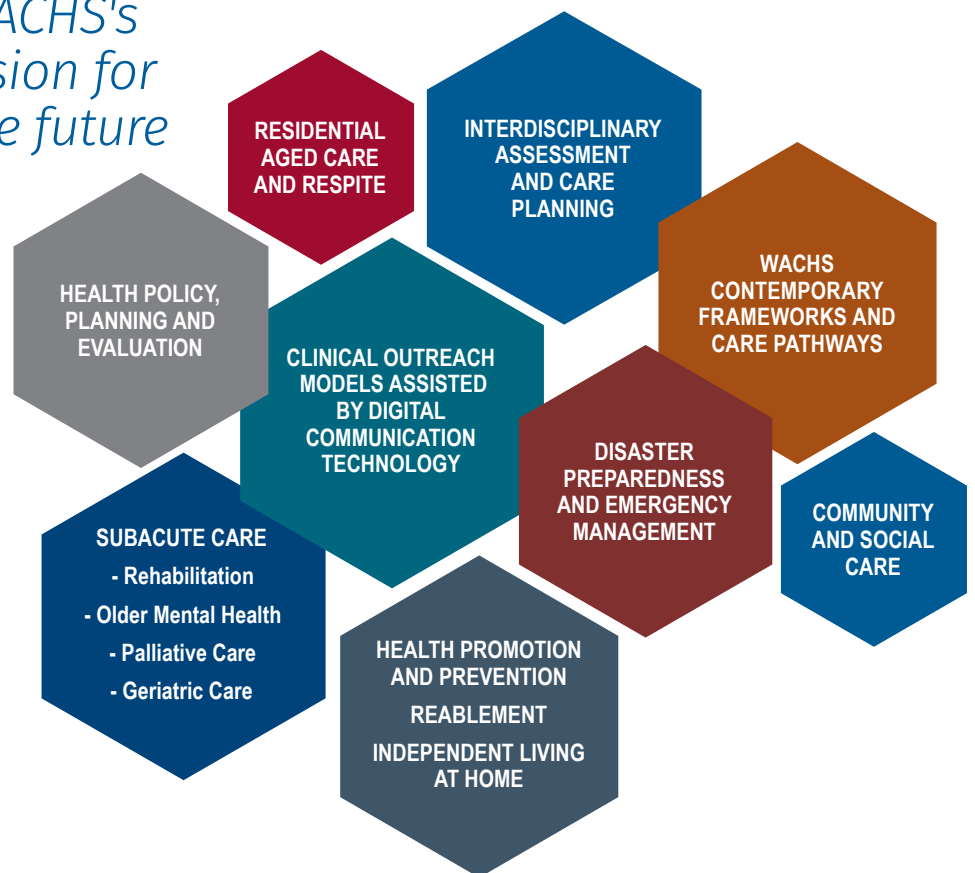 ACHS's
sion for
e future
RESIDENTIAL
AGED CARE
AND RESPITE
INTERDISCIPLINARY
ASSESSMENT
AND CARE
PLANNING
WACHS
CONTEMPORARY
FRAMEWORKS AND
CARE PATHWAYS
HEALTH POLICY,
PLANNING AND
EVALUATION
CLINICAL OUTREACH
MODELS ASSISTED
BY DIGITAL
COMMUNICATION
TECHNOLOGY
DISASTER
PREPAREDNESS
AND EMERGENCY
MANAGEMENT
COMMUNITY
AND SOCIAL
CARE
SUBACUTE CARE
- Rehabilitation
- Older Mental Health
- Palliative Care
- Geriatric Care
HEALTH PROMOTION
AND PREVENTION
REABLEMENT
INDEPENDENT LIVING
AT HOME